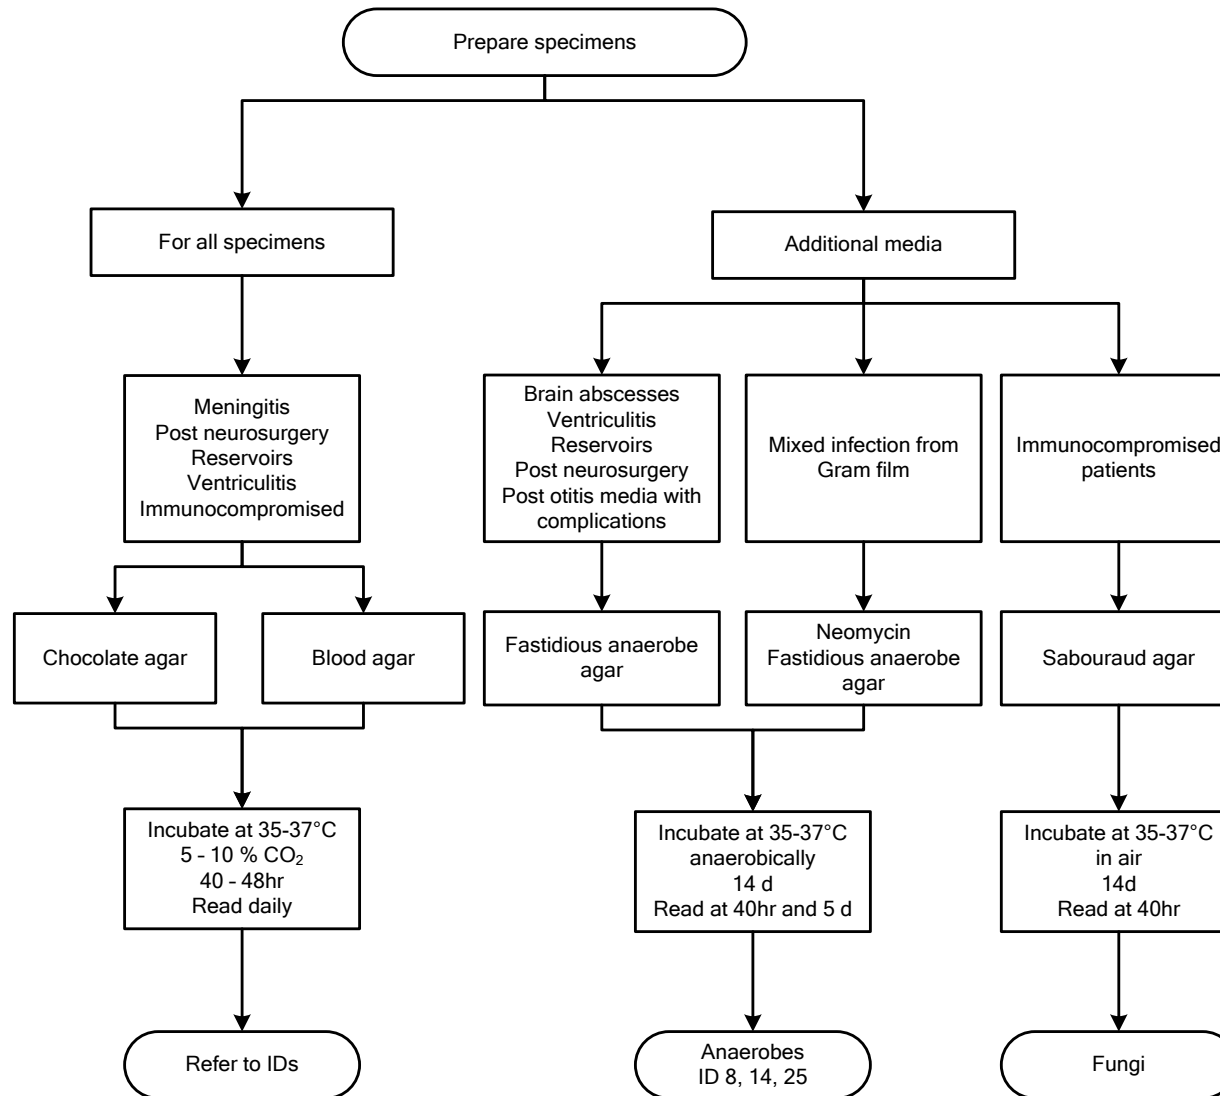 Prepare specimens
For all specimens
Additional media
Meningitis
Post neurosurgery
Reservoirs
Ventriculitis
Immunocompromised
Brain abscesses
Ventriculitis
Reservoirs
Post neurosurgery
Post otitis media with
complications
Mixed infection from
Gram film
Immunocompromised
patients
Chocolate agar
Blood agar
Fastidious anaerobe
agar
Neomycin
Fastidious anaerobe
agar
Sabouraud agar
Incubate at 35-37°C
5 - 10 % CO₂
40 - 48hr
Read daily
Incubate at 35-37°C
anaerobically
14 d
Read at 40hr and 5 d
Incubate at 35-37°C
in air
14d
Read at 40hr
Refer to IDs
Anaerobes
ID 8, 14, 25
Fungi